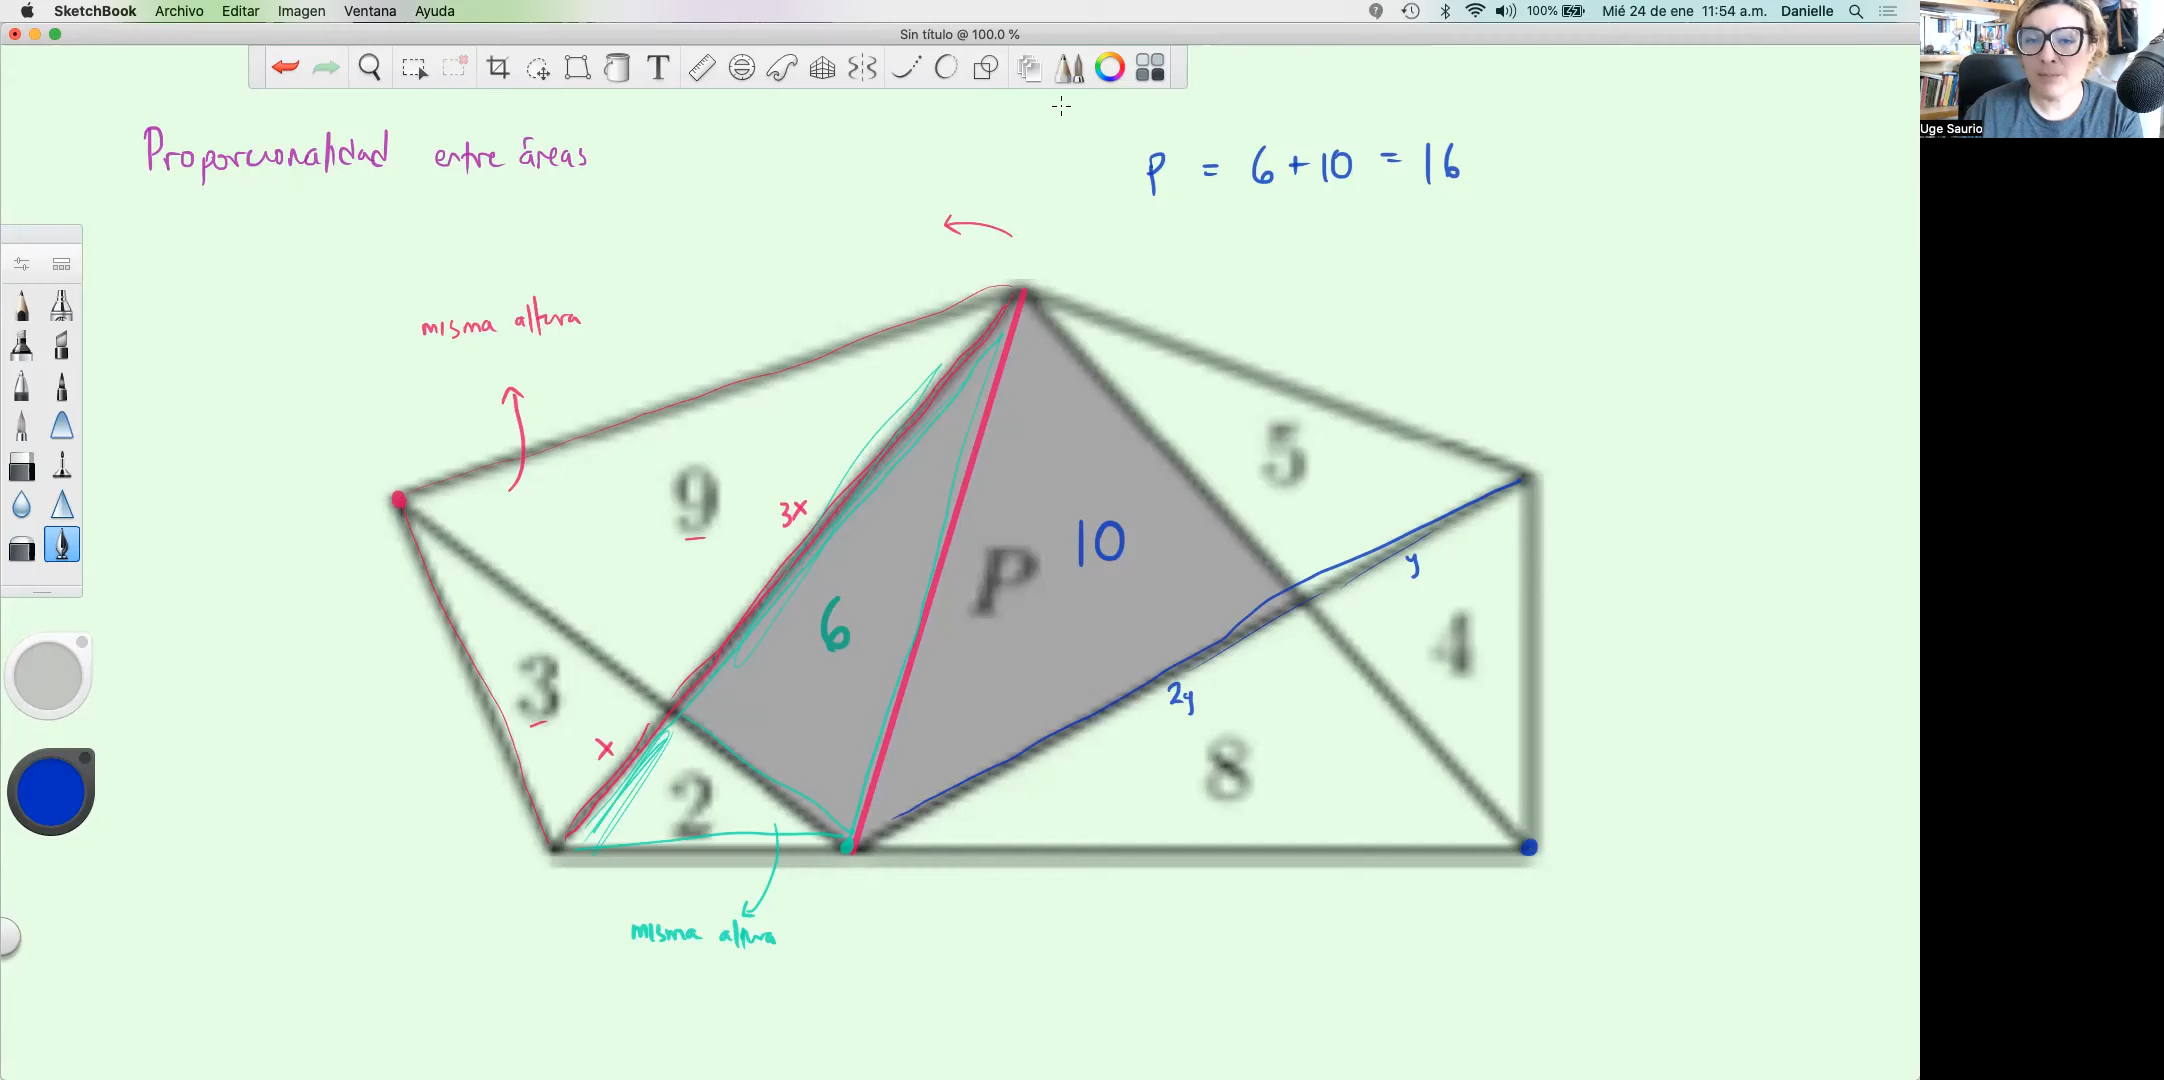 SketchBook Archivo Editar Imagen Ventana Ayuda
100% Mié 24 de ene 11:54 a.m. Danielle
Sin título @ 100.0 %
T
Uge Saurio
Proporcionalidad entre áreas
P = 6 + 10 = 16
misma altura
5
9
3x
10
P
y
6
4
3
2y
x
8
2
misma altura